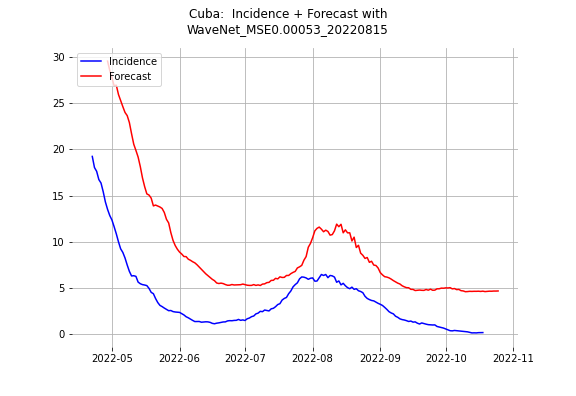 Cuba:  Incidence + Forecast with
WaveNet_MSE0.00053_20220815
Incidence
Forecast
30
25
20
15
10
5
0
2022-05 2022-06 2022-07 2022-08 2022-09 2022-10 2022-11